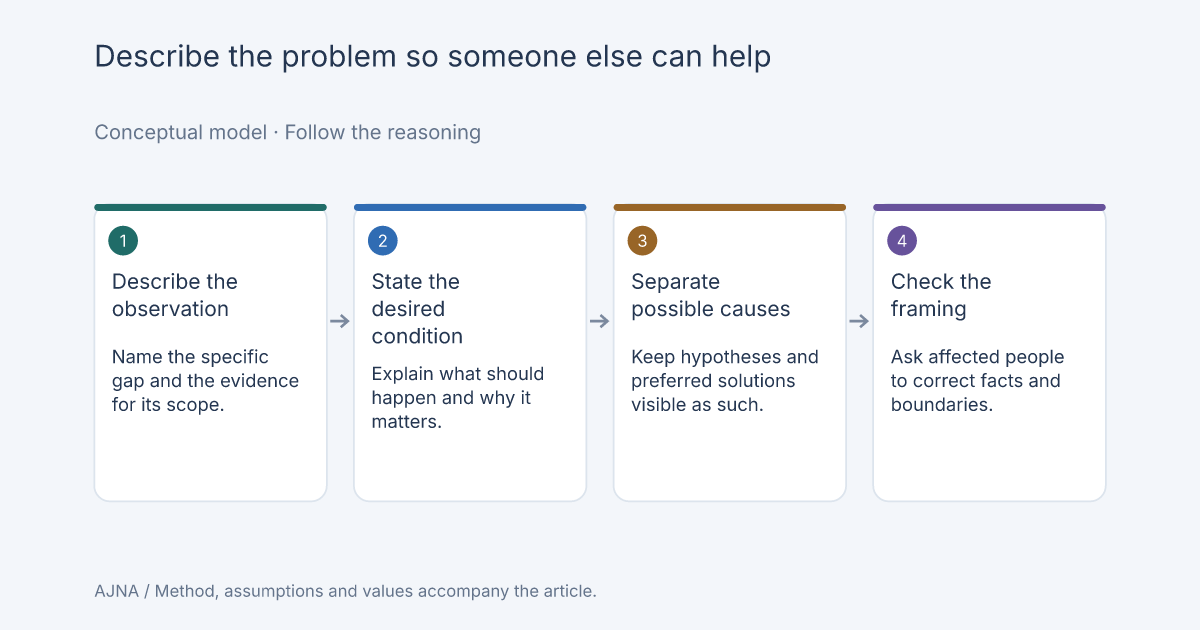 Describe the problem so someone else can help
Conceptual model · Follow the reasoning
1
Describe the
observation
Name the specific
gap and the evidence
for its scope.
2
State the
desired
condition
Explain what should
happen and why it
matters.
3
Separate
possible causes
Keep hypotheses and
preferred solutions
visible as such.
4
Check the
framing
Ask affected people
to correct facts and
boundaries.
AJNA / Method, assumptions and values accompany the article.